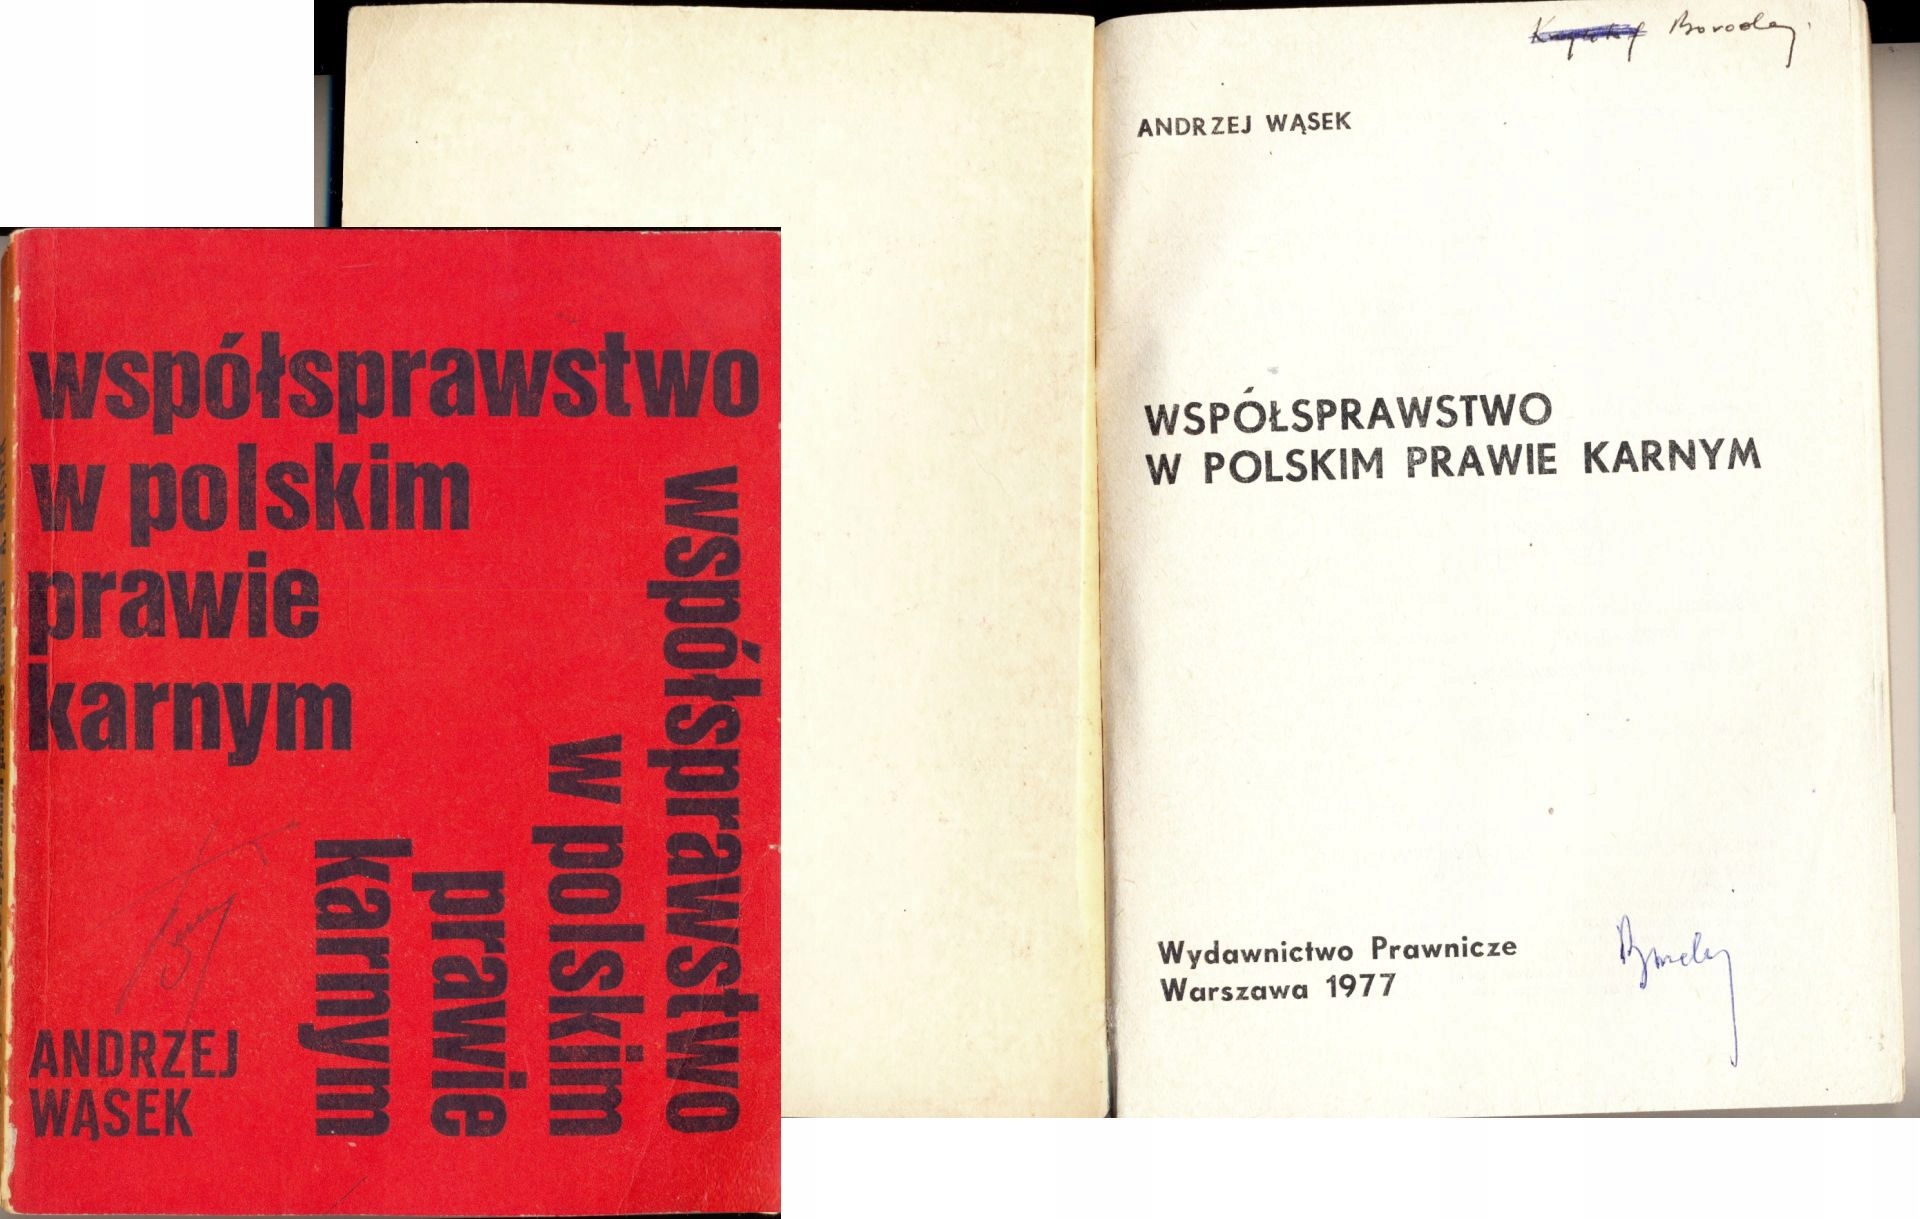 współsprawstwo
w polskim
prawie
karnym
współsprawstwo
w polskim
prawie
karnym
ANDRZEJ
WĄSEK
Boroday
ANDRZEJ WĄSEK
WSPÓŁSPRAWSTWO
W POLSKIM PRAWIE KARNYM
Wydawnictwo Prawnicze
Warszawa 1977